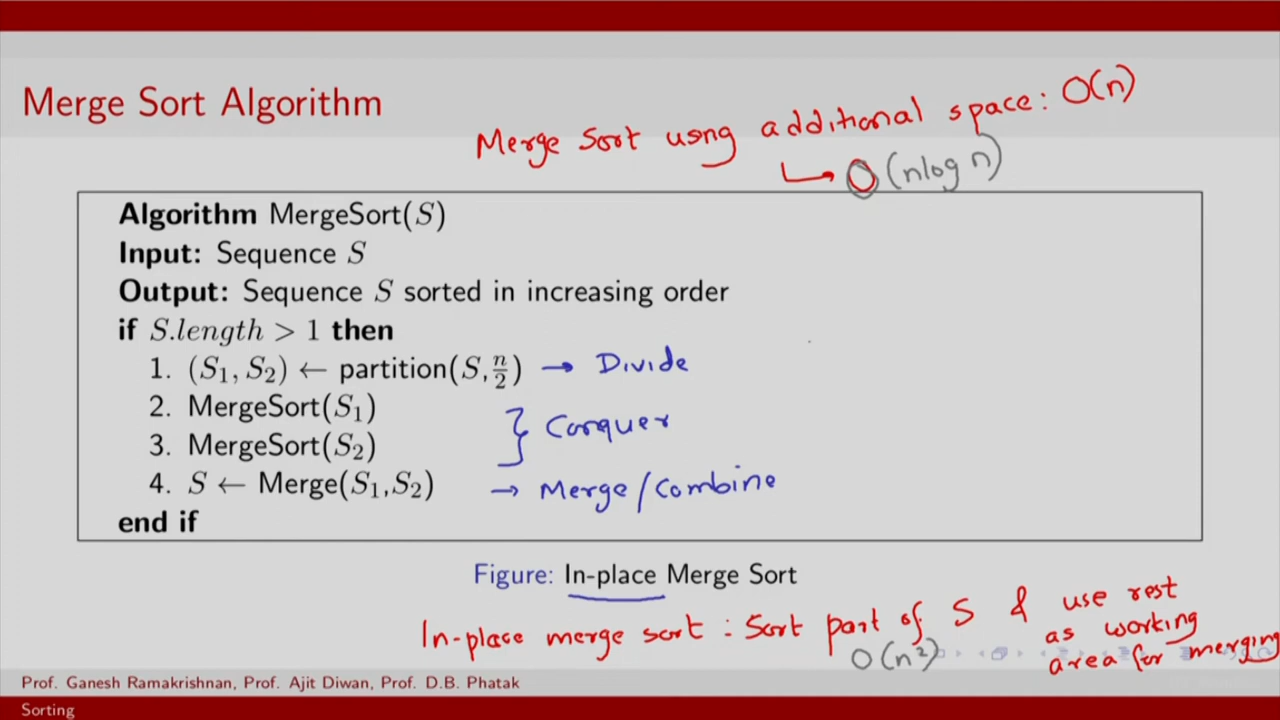 Merge Sort Algorithm
Merge Sort usng additional space: O(n)
O(nlog n)
Algorithm MergeSort(S)
Input: Sequence S
Output: Sequence S sorted in increasing order
if S.length > 1 then
1. (S₁, S₂) ← partition(S, n/2) → Divide
2. MergeSort(S₁)
3. MergeSort(S₂)
} Conquer
4. S ← Merge(S₁,S₂) → Merge/Combine
end if
Figure: In-place Merge Sort
In-place merge sort : Sort part of S & use rest
as working
area for merging
O(n²)
Prof. Ganesh Ramakrishnan, Prof. Ajit Diwan, Prof. D.B. Phatak
Sorting